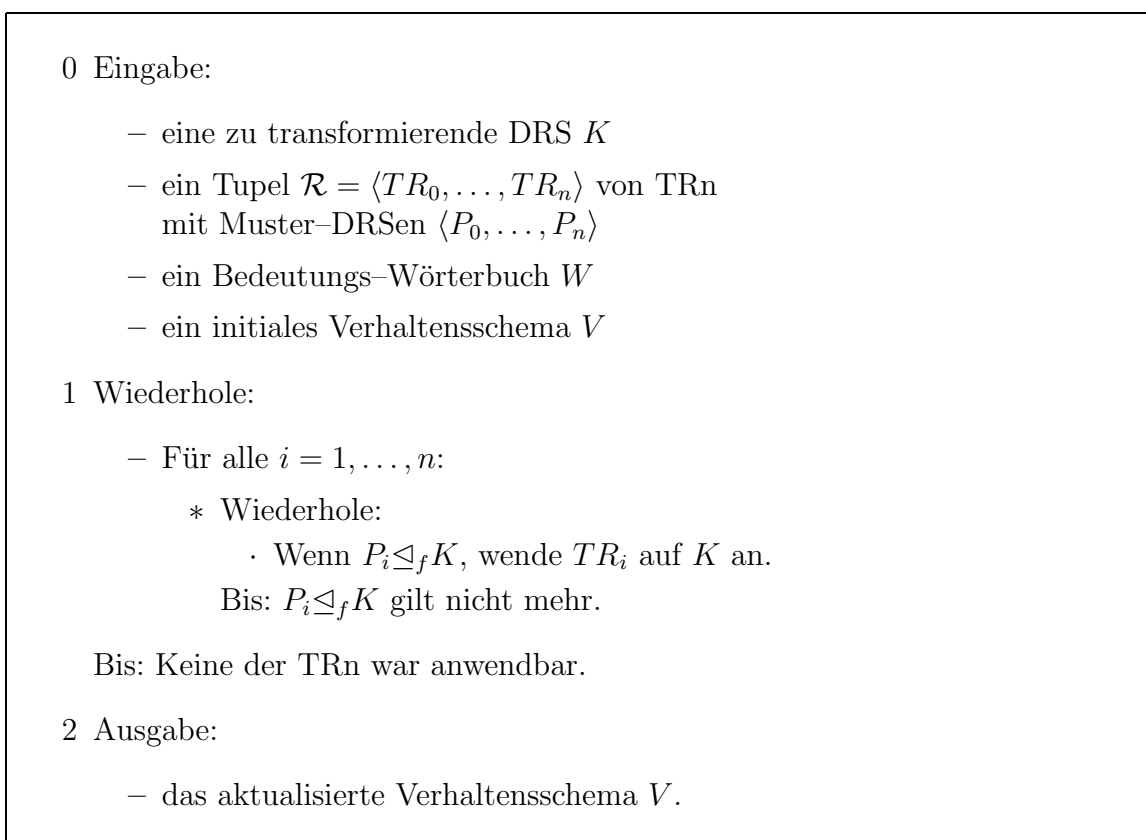 0 Eingabe:
– eine zu transformierende DRS K
– ein Tupel ℛ = ⟨TR₀, . . . , TRₙ⟩ von TRn
mit Muster–DRSen ⟨P₀, . . . , Pₙ⟩
– ein Bedeutungs–Wörterbuch W
– ein initiales Verhaltensschema V
1 Wiederhole:
– Für alle i = 1, . . . , n:
∗ Wiederhole:
· Wenn Pᵢ⊴_f K, wende TRᵢ auf K an.
Bis: Pᵢ⊴_f K gilt nicht mehr.
Bis: Keine der TRn war anwendbar.
2 Ausgabe:
– das aktualisierte Verhaltensschema V.